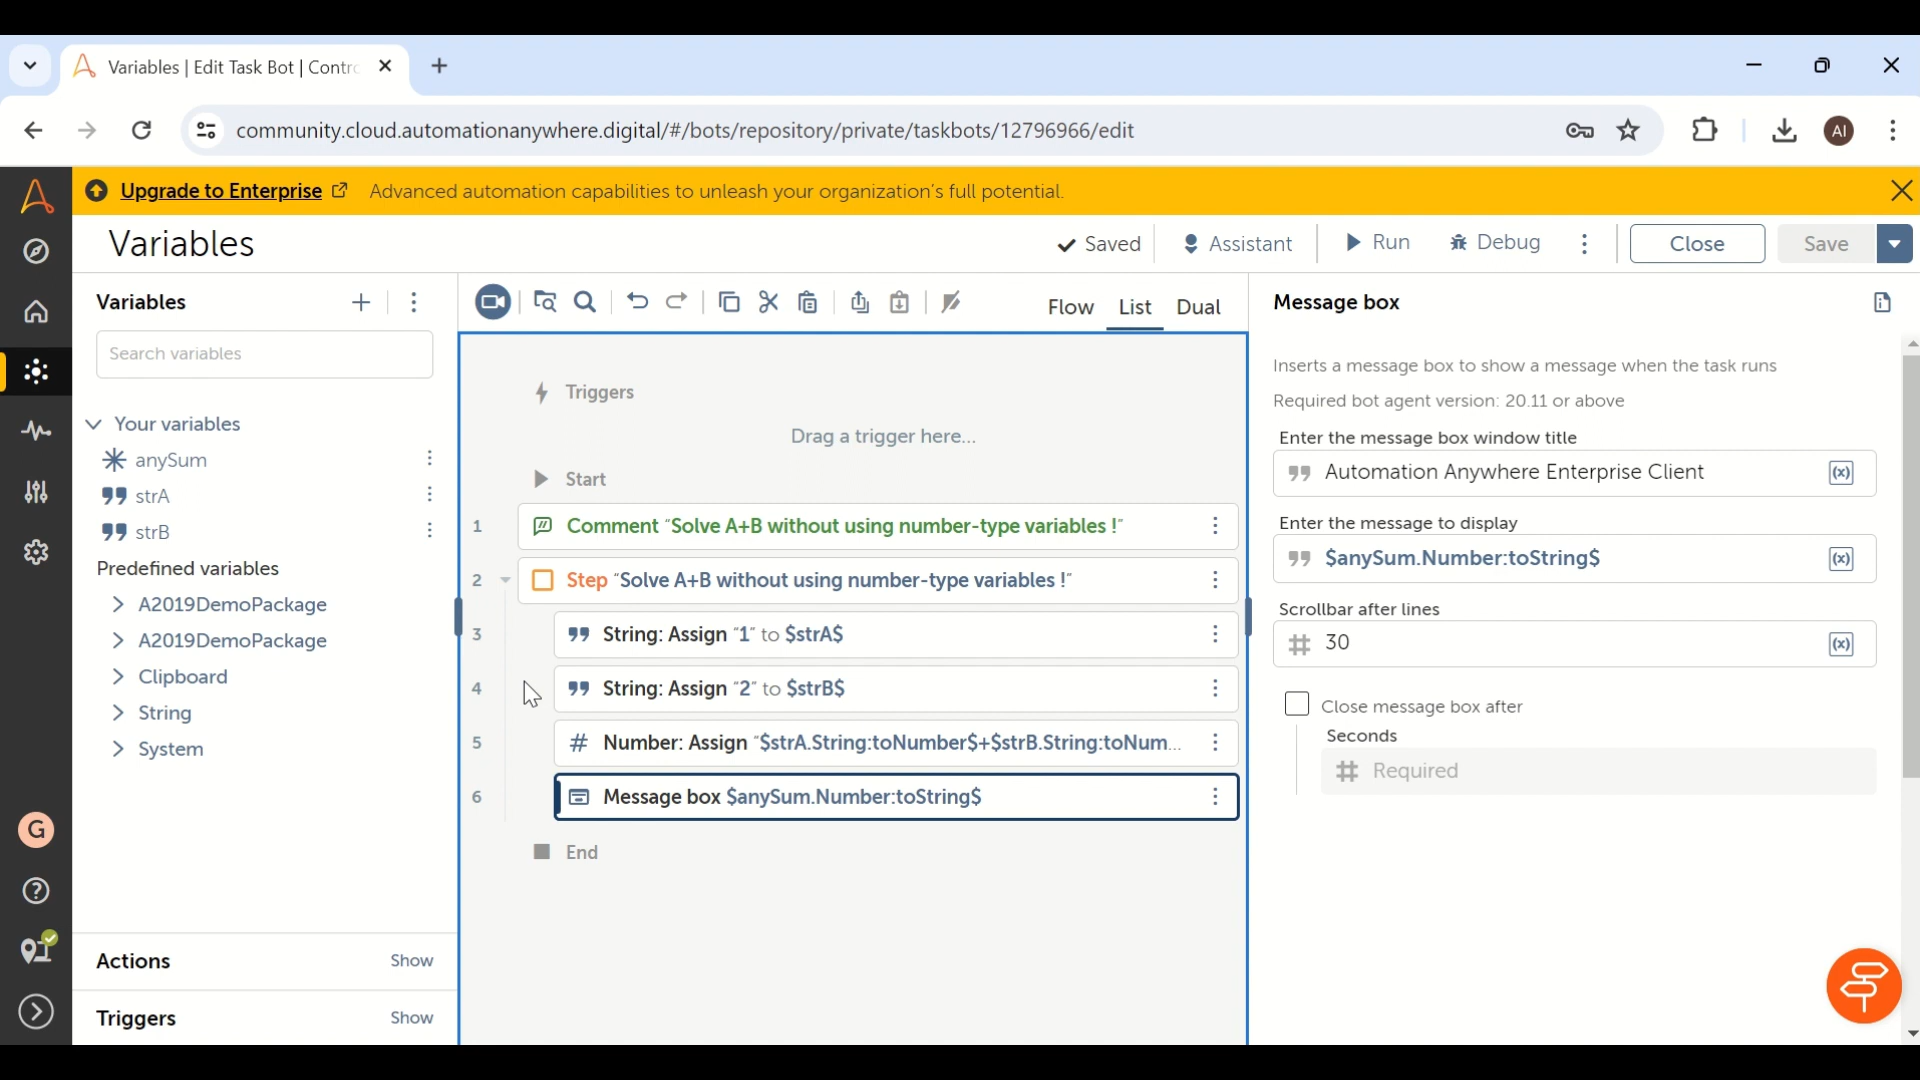 Variables | Edit Task Bot | Contro
community.cloud.automationanywhere.digital/#/bots/repository/private/taskbots/12796966/edit
AI
Upgrade to Enterprise Advanced automation capabilities to unleash your organization's full potential.
Variables
Saved
Assistant
Run
Debug
Close
Save
Variables
Search variables
Your variables
anySum
strA
strB
Predefined variables
A2019DemoPackage
A2019DemoPackage
Clipboard
String
System
Actions Show
Triggers Show
G
Flow List Dual
Triggers
Drag a trigger here...
Start
1 Comment "Solve A+B without using number-type variables !"
2 Step "Solve A+B without using number-type variables !"
3 String: Assign "1" to $strA$
4 String: Assign "2" to $strB$
5 Number: Assign "$strA.String:toNumber$+$strB.String:toNum...
6 Message box $anySum.Number:toString$
End
Message box
Inserts a message box to show a message when the task runs
Required bot agent version: 20.11 or above
Enter the message box window title
Automation Anywhere Enterprise Client (x)
Enter the message to display
$anySum.Number:toString$ (x)
Scrollbar after lines
30 (x)
Close message box after
Seconds
Required